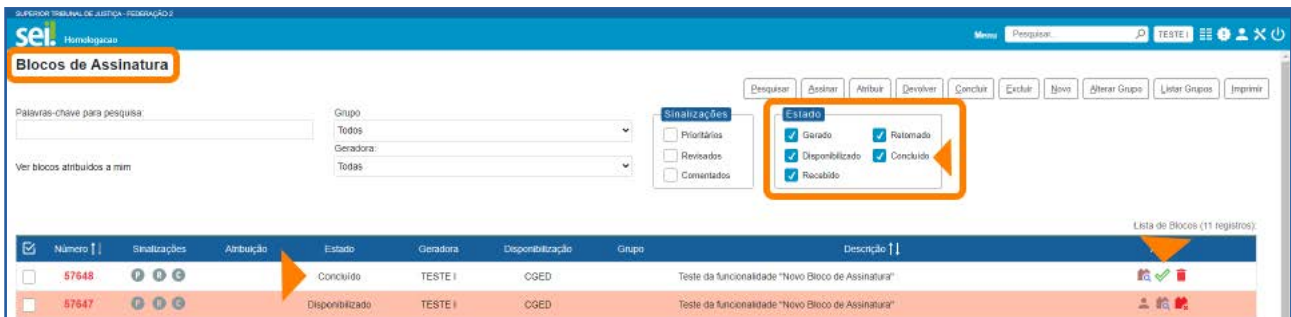 SUPERIOR TRIBUNAL DE JUSTIÇA - FEDERAÇÃO 2
sei! Homologacao Menu Pesquisar... TESTE I
Blocos de Assinatura
Pesquisar Assinar Atribuir Devolver Concluir Excluir Novo Alterar Grupo Listar Grupos Imprimir
Palavras-chave para pesquisa: Grupo Sinalizações Estado
Todos Prioritários Gerado Retornado
Geradora: Revisados Disponibilizado Concluído
Ver blocos atribuídos a mim Todas Comentados Recebido
Lista de Blocos (11 registros):
Número Sinalizações Atribuição Estado Geradora Disponibilização Grupo Descrição
57648 P R C Concluído TESTE I CGED Teste da funcionalidade "Novo Bloco de Assinatura"
57647 P R C Disponibilizado TESTE I CGED Teste da funcionalidade "Novo Bloco de Assinatura"